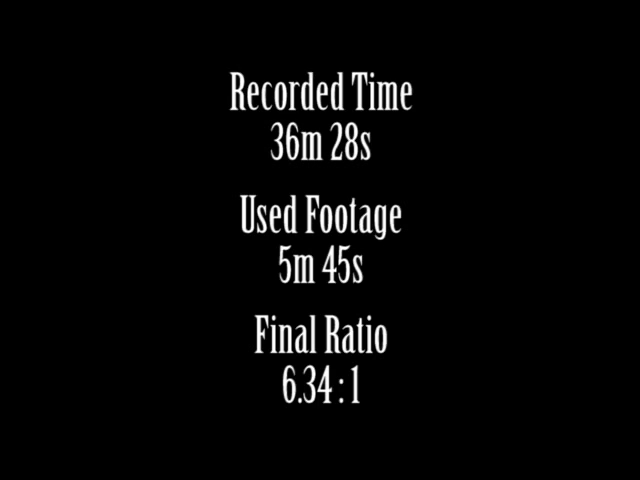 Recorded Time
36m 28s
Used Footage
5m 45s
Final Ratio
6.34:1